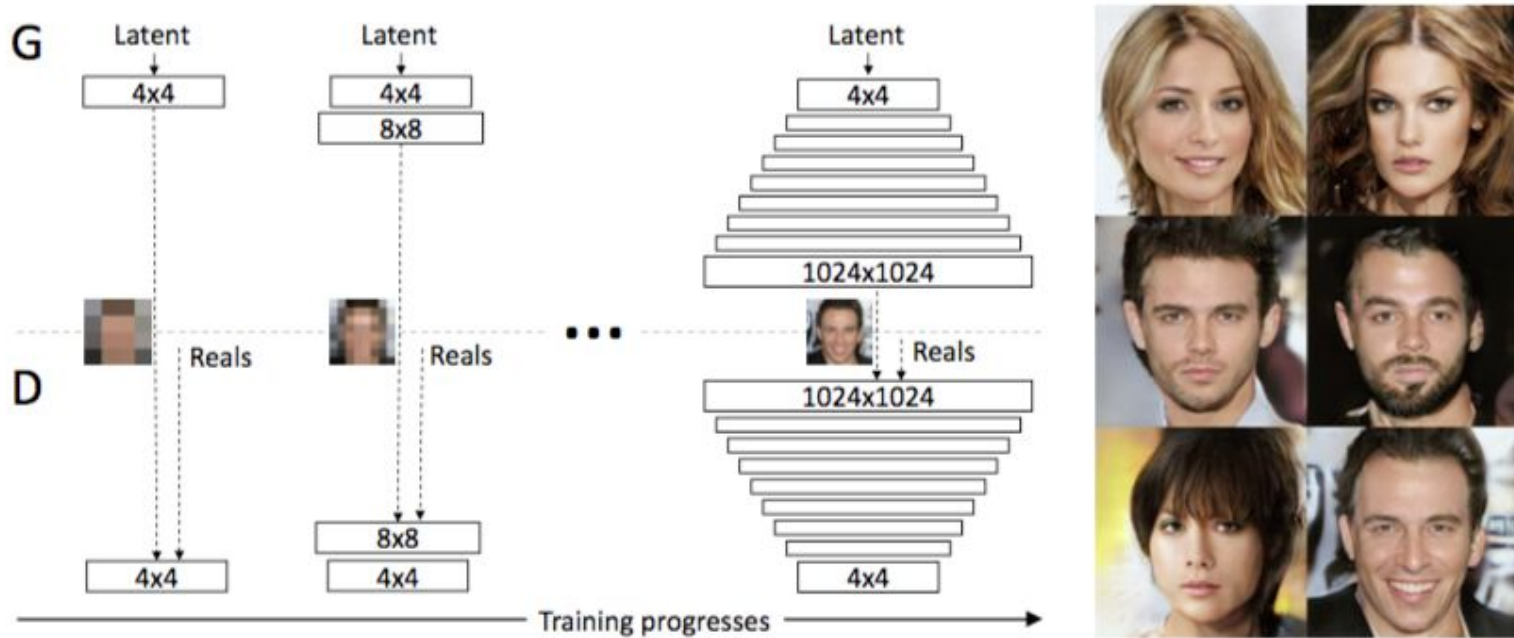 G
Latent
Latent
Latent
4x4
4x4
4x4
8x8
1024x1024
Reals
Reals
Reals
D
1024x1024
8x8
4x4
4x4
4x4
Training progresses